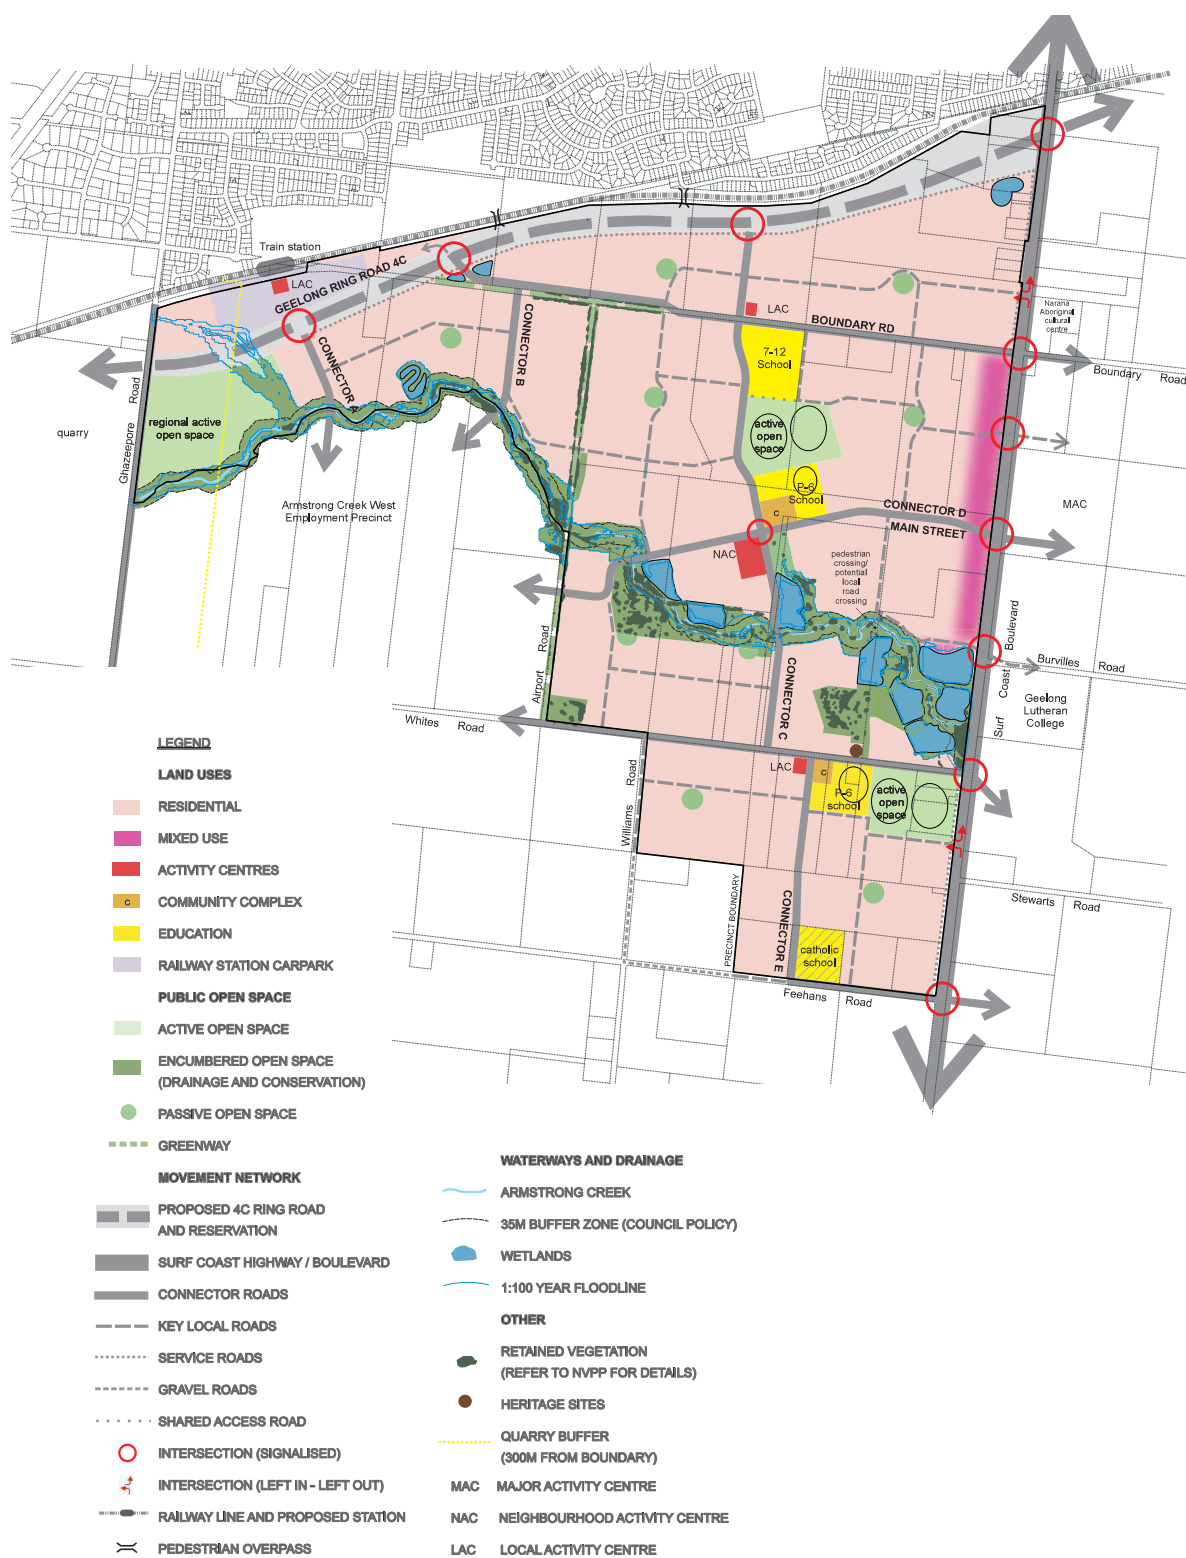 Train station
LAC
GEELONG RING ROAD 4C
CONNECTOR A
CONNECTOR B
LAC
BOUNDARY RD
Narana
Aboriginal
cultural
centre
Boundary Road
7-12
School
quarry
Ghazeepore Road
regional active
open space
active
open
space
Armstrong Creek West
Employment Precinct
P-6
School
c
CONNECTOR D
MAIN STREET
MAC
NAC
pedestrian
crossing/
potential
local
road
crossing
Surf Coast Boulevard
Burvilles Road
Airport Road
CONNECTOR C
Geelong
Lutheran
College
Whites Road
Williams Road
LAC
c
P-6
school
active
open
space
PRECINCT BOUNDARY
CONNECTOR E
Stewarts Road
catholic
school
Feehans Road
LEGEND
LAND USES
RESIDENTIAL
MIXED USE
ACTIVITY CENTRES
c COMMUNITY COMPLEX
EDUCATION
RAILWAY STATION CARPARK
PUBLIC OPEN SPACE
ACTIVE OPEN SPACE
ENCUMBERED OPEN SPACE
(DRAINAGE AND CONSERVATION)
PASSIVE OPEN SPACE
GREENWAY
MOVEMENT NETWORK
PROPOSED 4C RING ROAD
AND RESERVATION
SURF COAST HIGHWAY / BOULEVARD
CONNECTOR ROADS
KEY LOCAL ROADS
SERVICE ROADS
GRAVEL ROADS
SHARED ACCESS ROAD
INTERSECTION (SIGNALISED)
INTERSECTION (LEFT IN - LEFT OUT)
RAILWAY LINE AND PROPOSED STATION
PEDESTRIAN OVERPASS
WATERWAYS AND DRAINAGE
ARMSTRONG CREEK
35M BUFFER ZONE (COUNCIL POLICY)
WETLANDS
1:100 YEAR FLOODLINE
OTHER
RETAINED VEGETATION
(REFER TO NVPP FOR DETAILS)
HERITAGE SITES
QUARRY BUFFER
(300M FROM BOUNDARY)
MAC MAJOR ACTIVITY CENTRE
NAC NEIGHBOURHOOD ACTIVITY CENTRE
LAC LOCAL ACTIVITY CENTRE